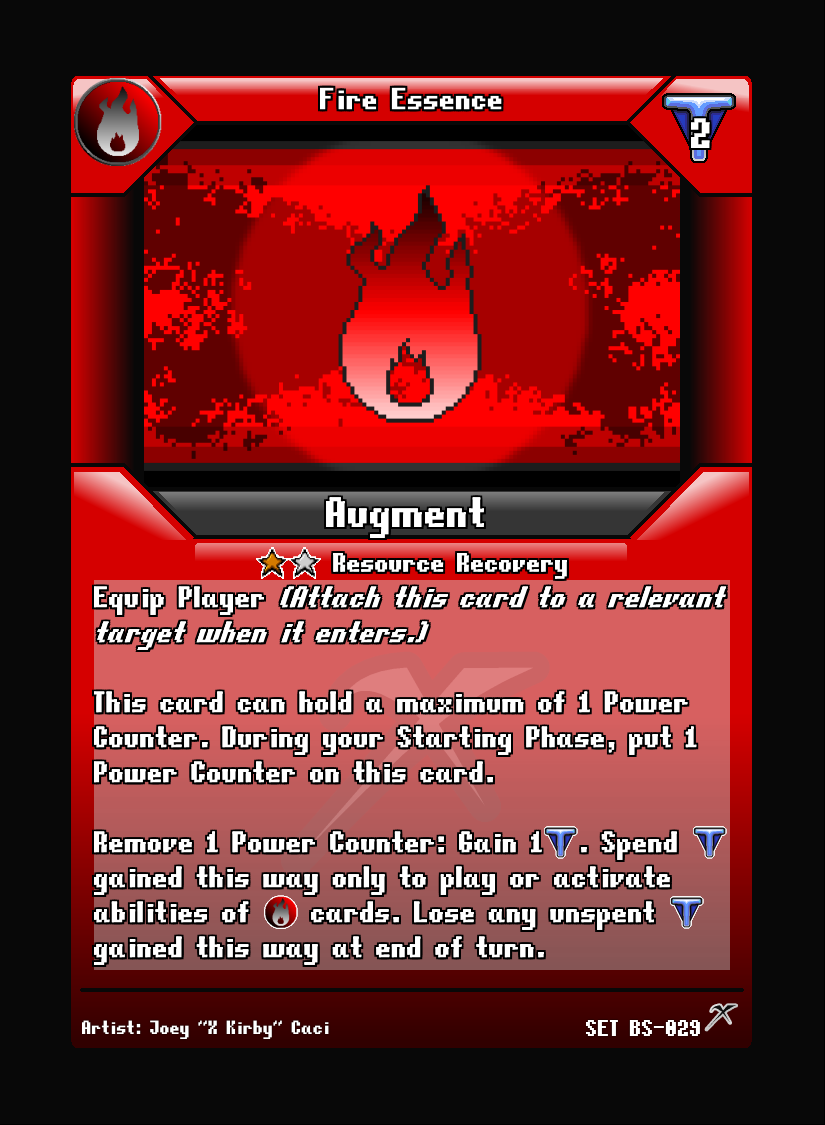 Fire Essence
2
Augment
Resource Recovery
Equip Player (Attach this card to a relevant
target when it enters.)
This card can hold a maximum of 1 Power
Counter. During your Starting Phase, put 1
Power Counter on this card.
Remove 1 Power Counter: Gain 1 . Spend
gained this way only to play or activate
abilities of cards. Lose any unspent
gained this way at end of turn.
Artist: Joey "X Kirby" Caci
SET BS-029